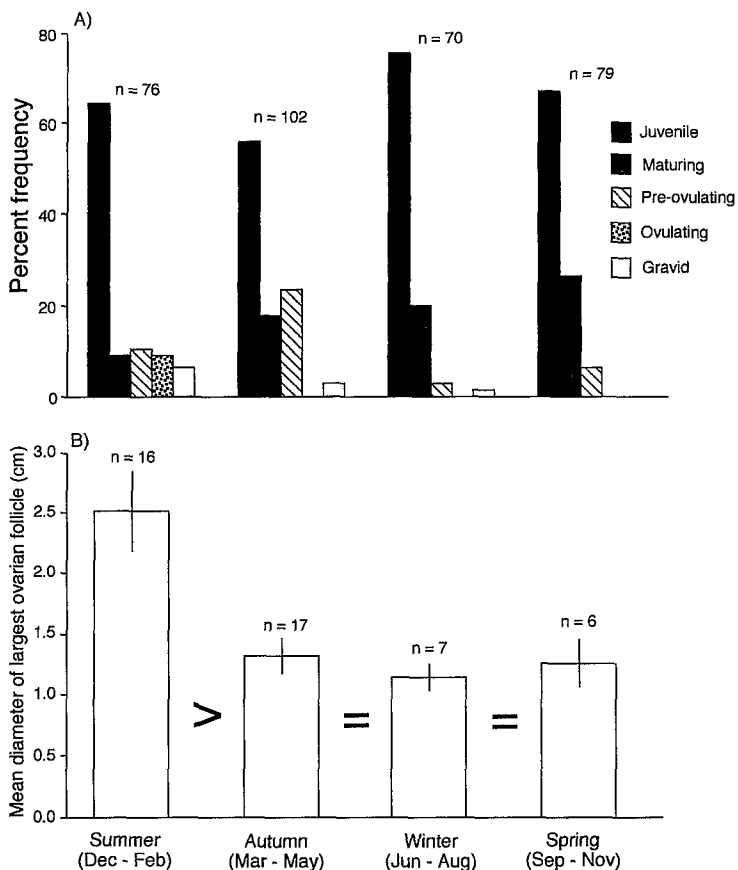 A)
Percent frequency
80
60
40
20
0
n = 76
n = 102
n = 70
n = 79
Juvenile
Maturing
Pre-ovulating
Ovulating
Gravid
B)
Mean diameter of largest ovarian follicle (cm)
3.0
2.5
2.0
1.5
1.0
0.5
0.0
n = 16
n = 17
n = 7
n = 6
> = =
Summer Autumn Winter Spring
(Dec - Feb) (Mar - May) (Jun - Aug) (Sep - Nov)